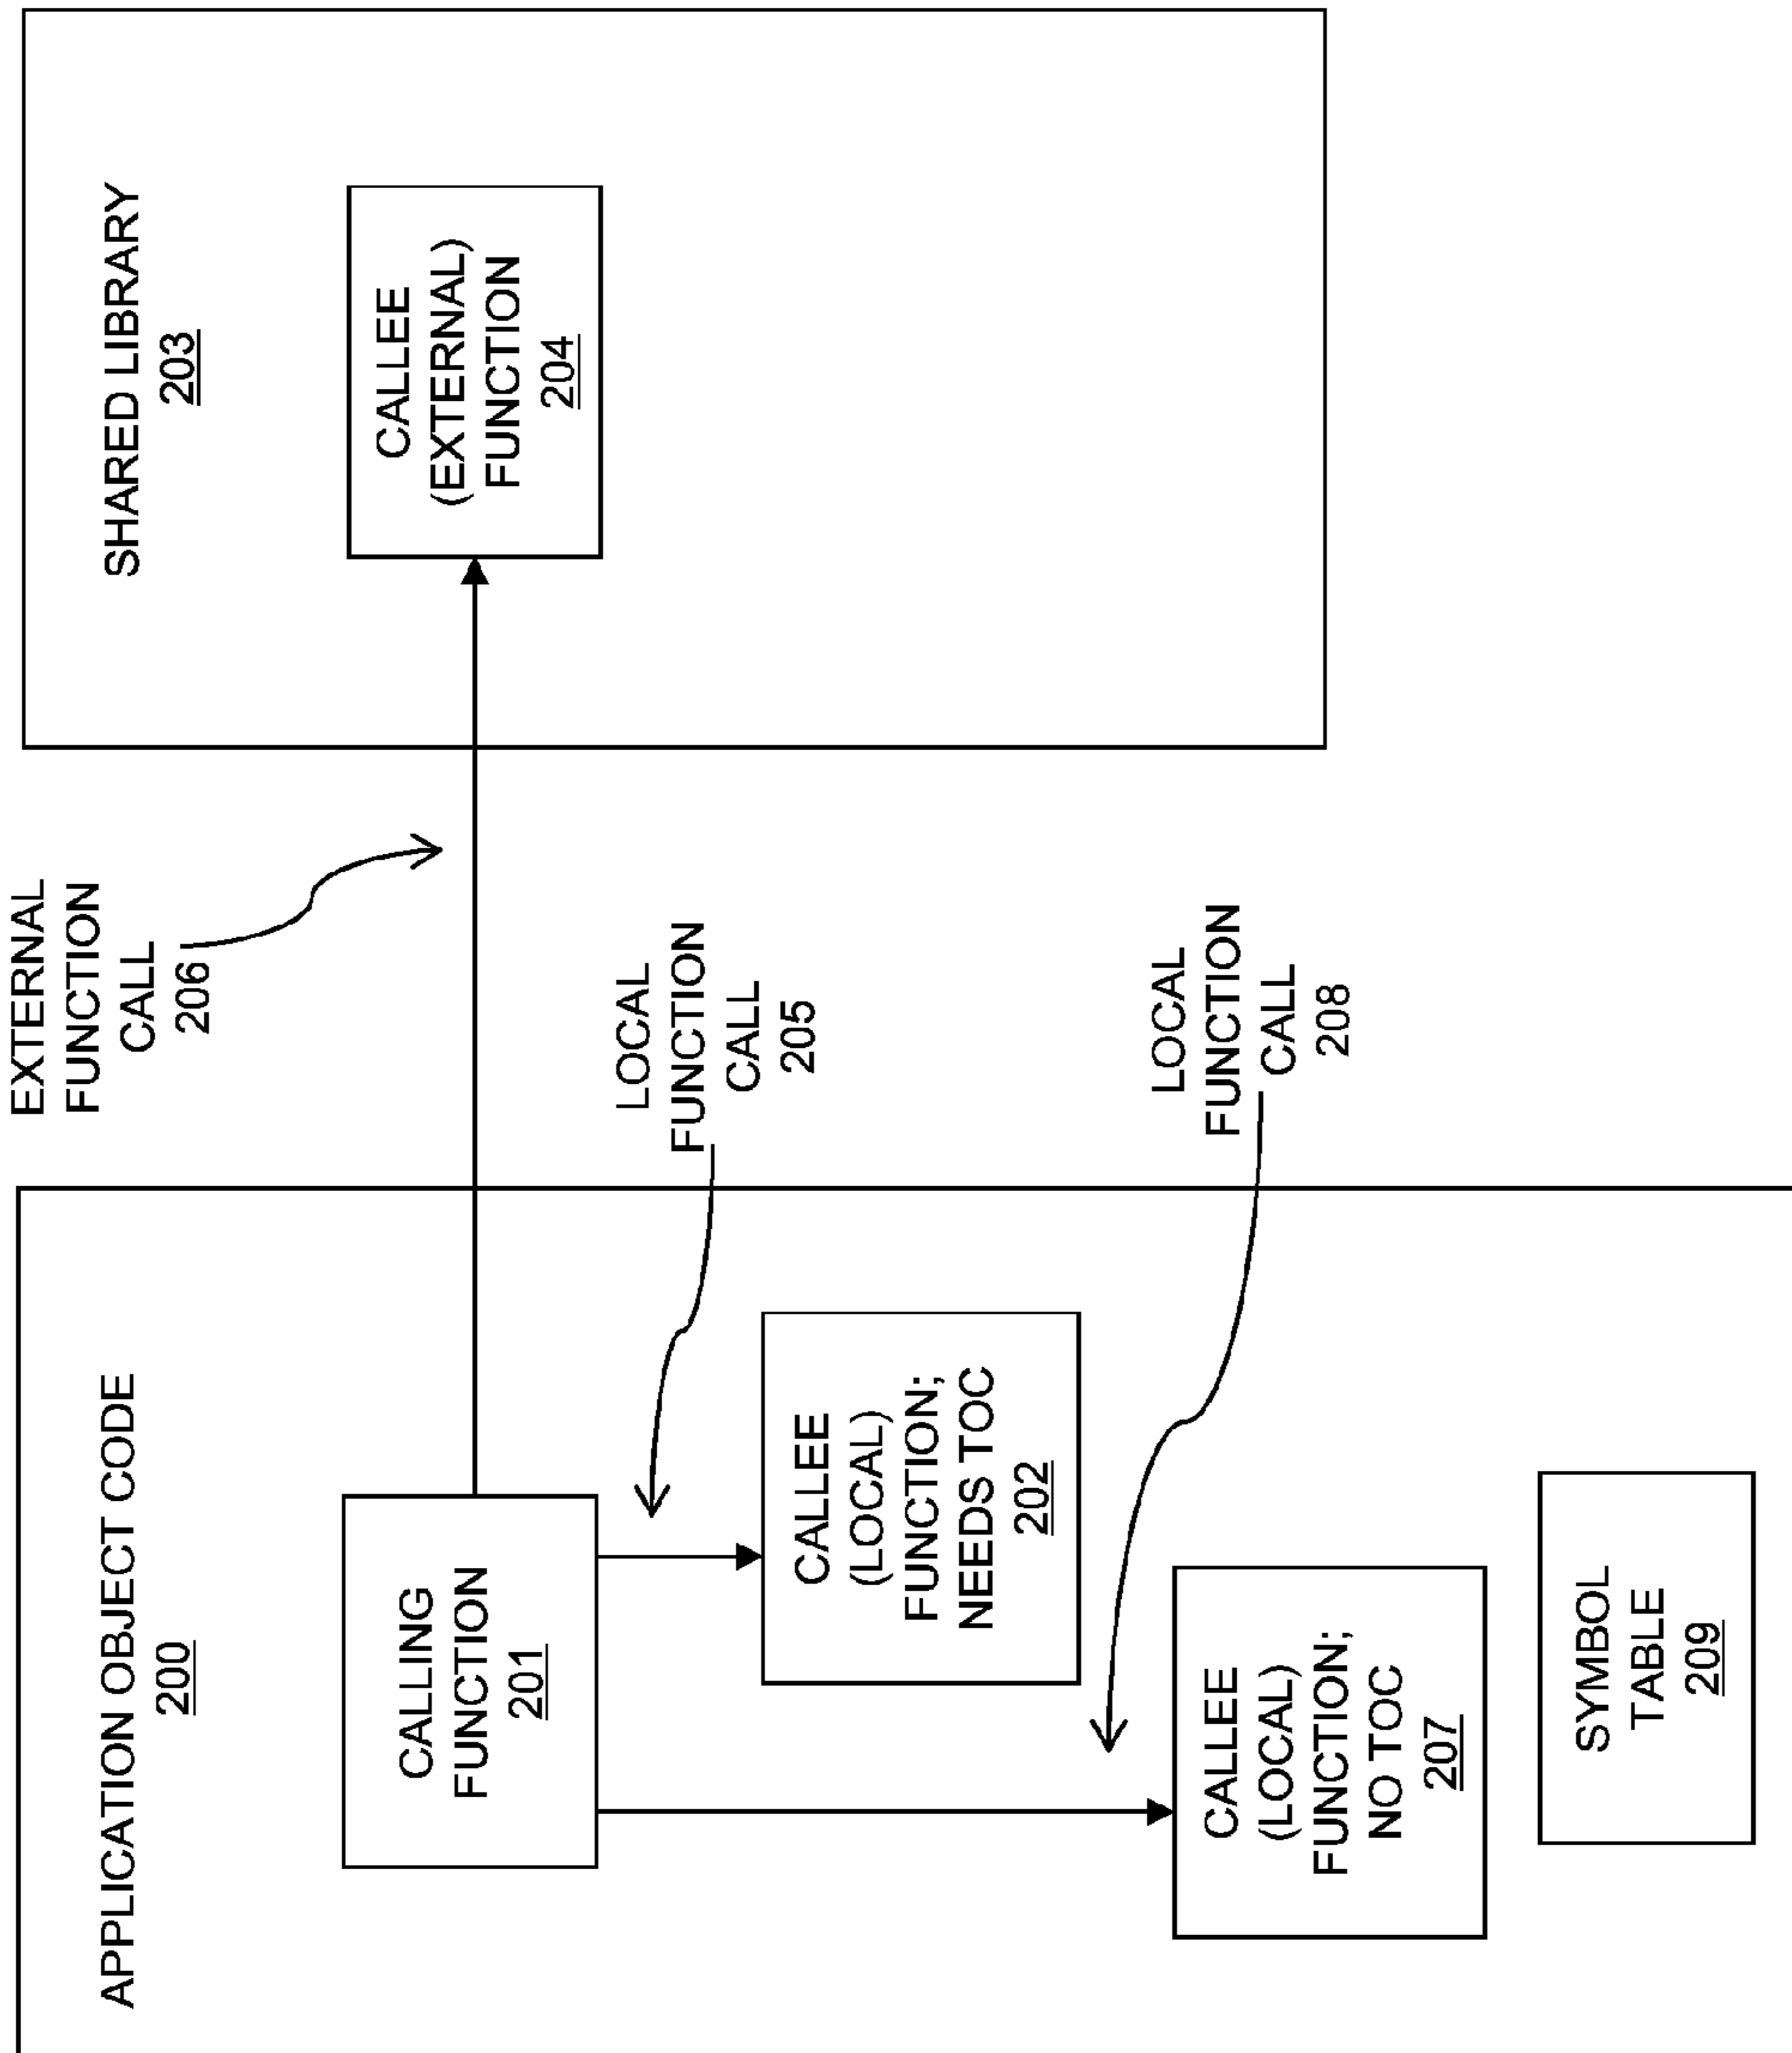 APPLICATION OBJECT CODE
200
CALLING
FUNCTION
201
CALLEE
(LOCAL)
FUNCTION;
NEEDS TOC
202
CALLEE
(LOCAL)
FUNCTION;
NO TOC
207
SYMBOL
TABLE
209
EXTERNAL
FUNCTION
CALL
206
LOCAL
FUNCTION
CALL
205
LOCAL
FUNCTION
CALL
208
SHARED LIBRARY
203
CALLEE
(EXTERNAL)
FUNCTION
204